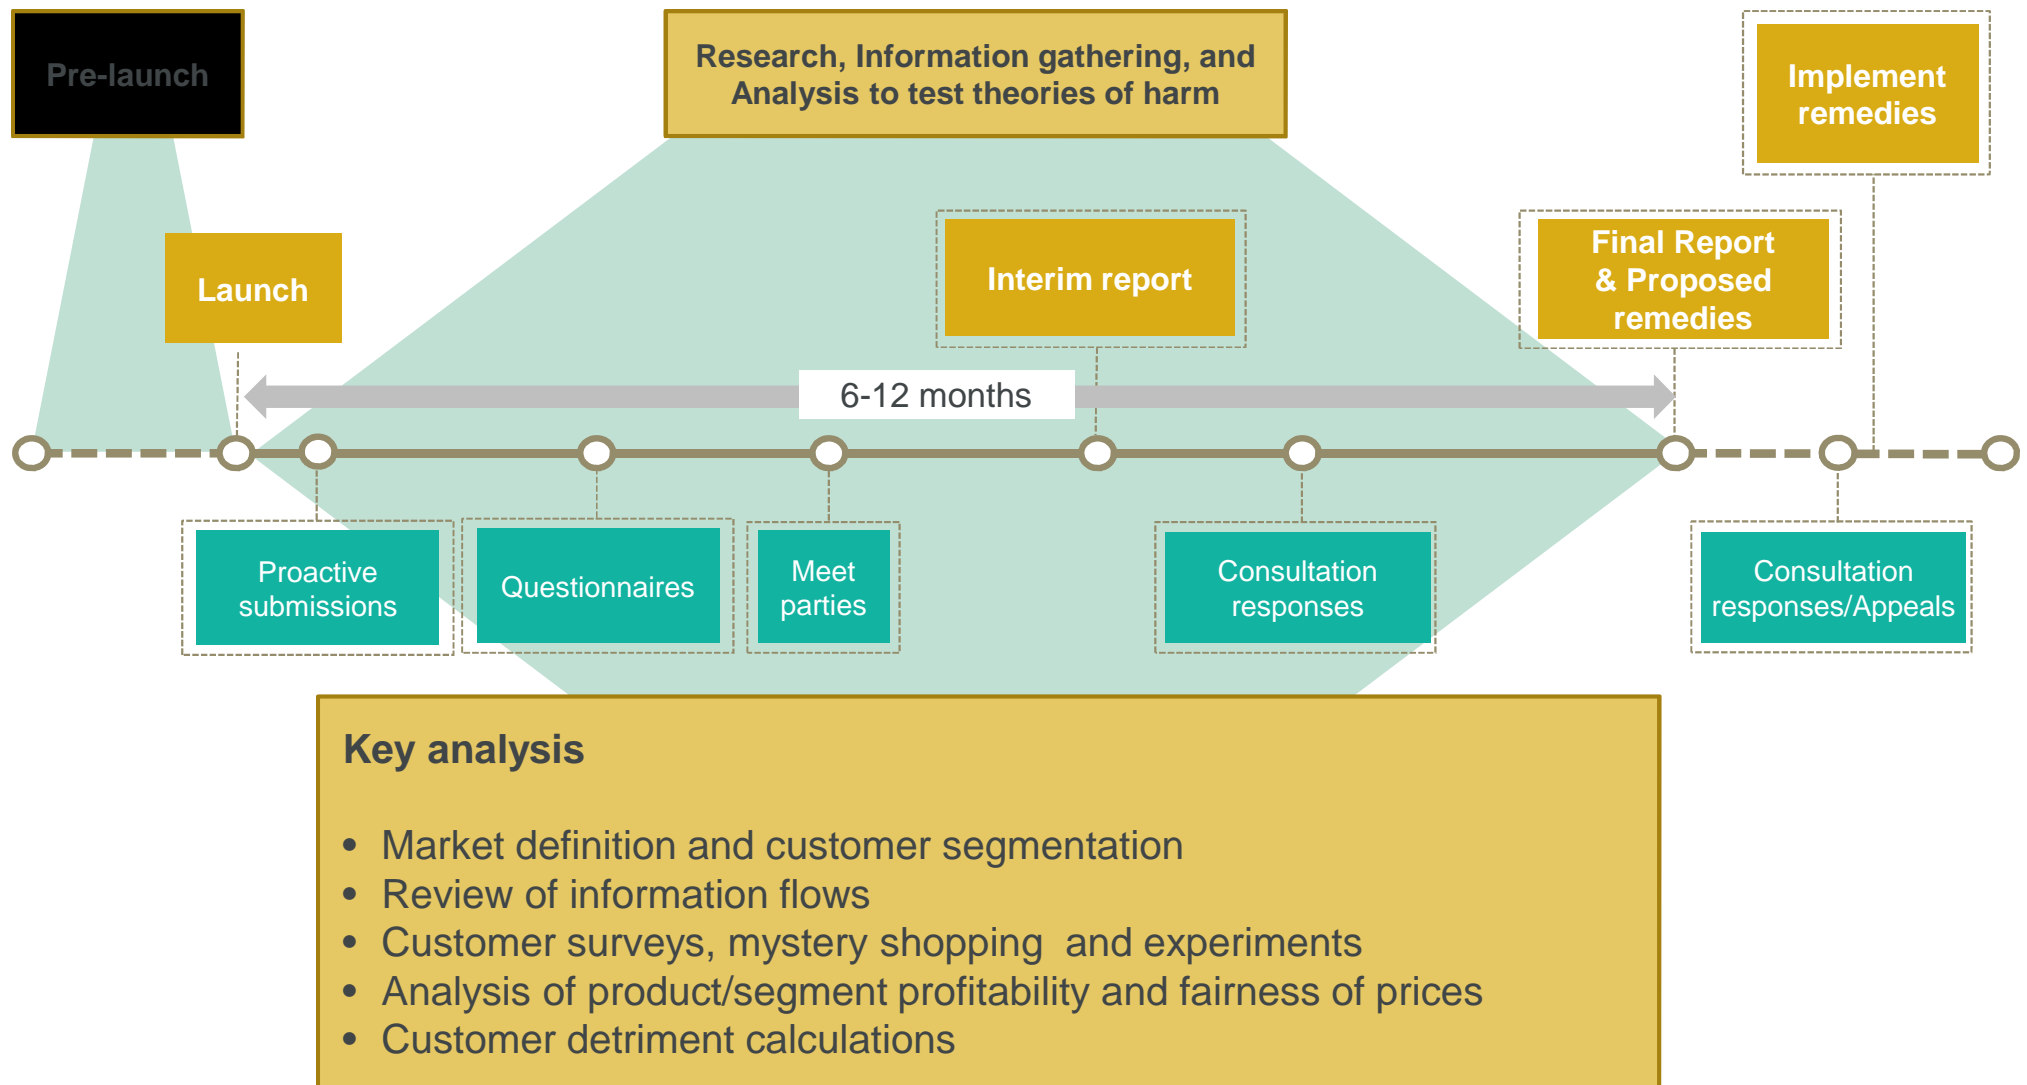 Pre-launch
Research, Information gathering, and
Analysis to test theories of harm
Implement
remedies
Launch
Interim report
Final Report
& Proposed
remedies
6-12 months
Proactive
submissions
Questionnaires
Meet
parties
Consultation
responses
Consultation
responses/Appeals
Key analysis
• Market definition and customer segmentation
• Review of information flows
• Customer surveys, mystery shopping  and experiments
• Analysis of product/segment profitability and fairness of prices
• Customer detriment calculations